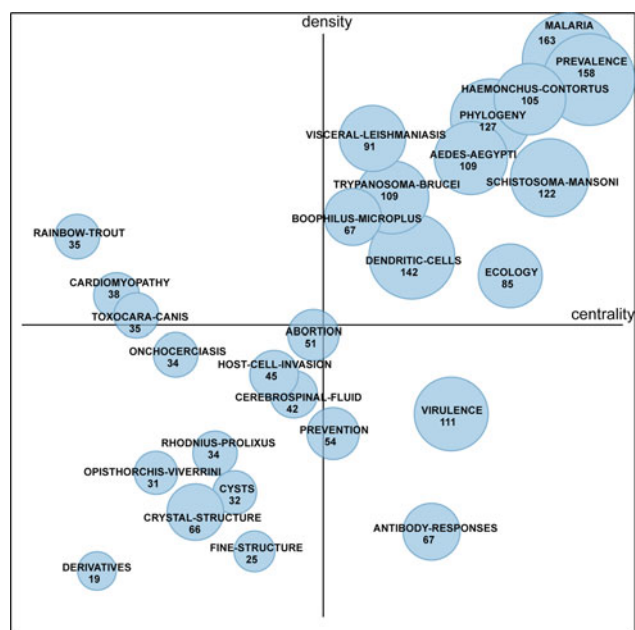 density
MALARIA
163
PREVALENCE
158
HAEMONCHUS-CONTORTUS
105
PHYLOGENY
127
VISCERAL-LEISHMANIASIS
91
AEDES-AEGYPTI
109
SCHISTOSOMA-MANSONI
122
TRYPANOSOMA-BRUCEI
109
BOOPHILUS-MICROPLUS
67
RAINBOW-TROUT
35
DENDRITIC-CELLS
142
ECOLOGY
85
CARDIOMYOPATHY
38
TOXOCARA-CANIS
35
centrality
ABORTION
51
ONCHOCERCIASIS
34
HOST-CELL-INVASION
45
CEREBROSPINAL-FLUID
42
VIRULENCE
111
PREVENTION
54
RHODNIUS-PROLIXUS
34
OPISTHORCHIS-VIVERRINI
31
CYSTS
32
CRYSTAL-STRUCTURE
66
ANTIBODY-RESPONSES
67
FINE-STRUCTURE
25
DERIVATIVES
19